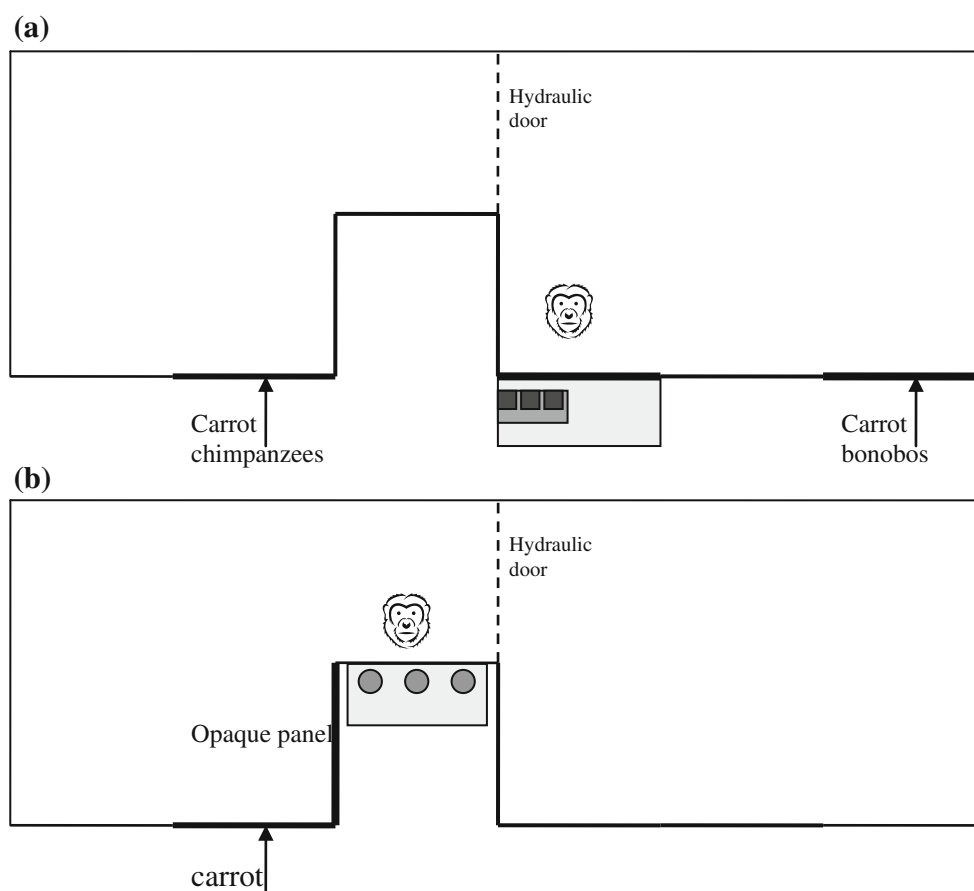 (a)
Hydraulic
door
Carrot
chimpanzees
Carrot
bonobos
(b)
Hydraulic
door
Opaque panel
carrot